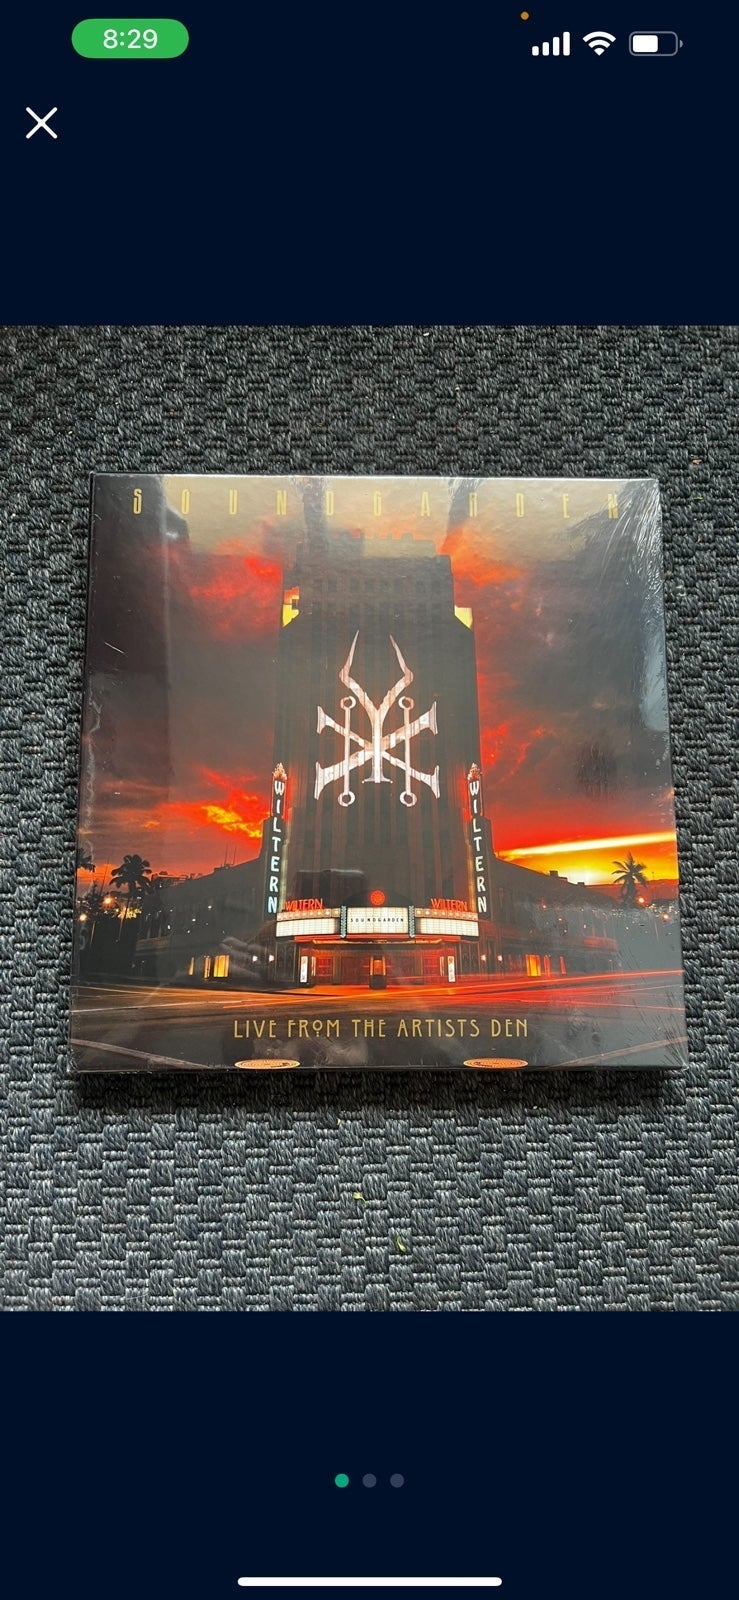 8:29
SOUNDGARDEN
WILTERN
WILTERN
WILTERN
WILTERN
SOUNDGARDEN
LIVE FROM THE ARTISTS DEN